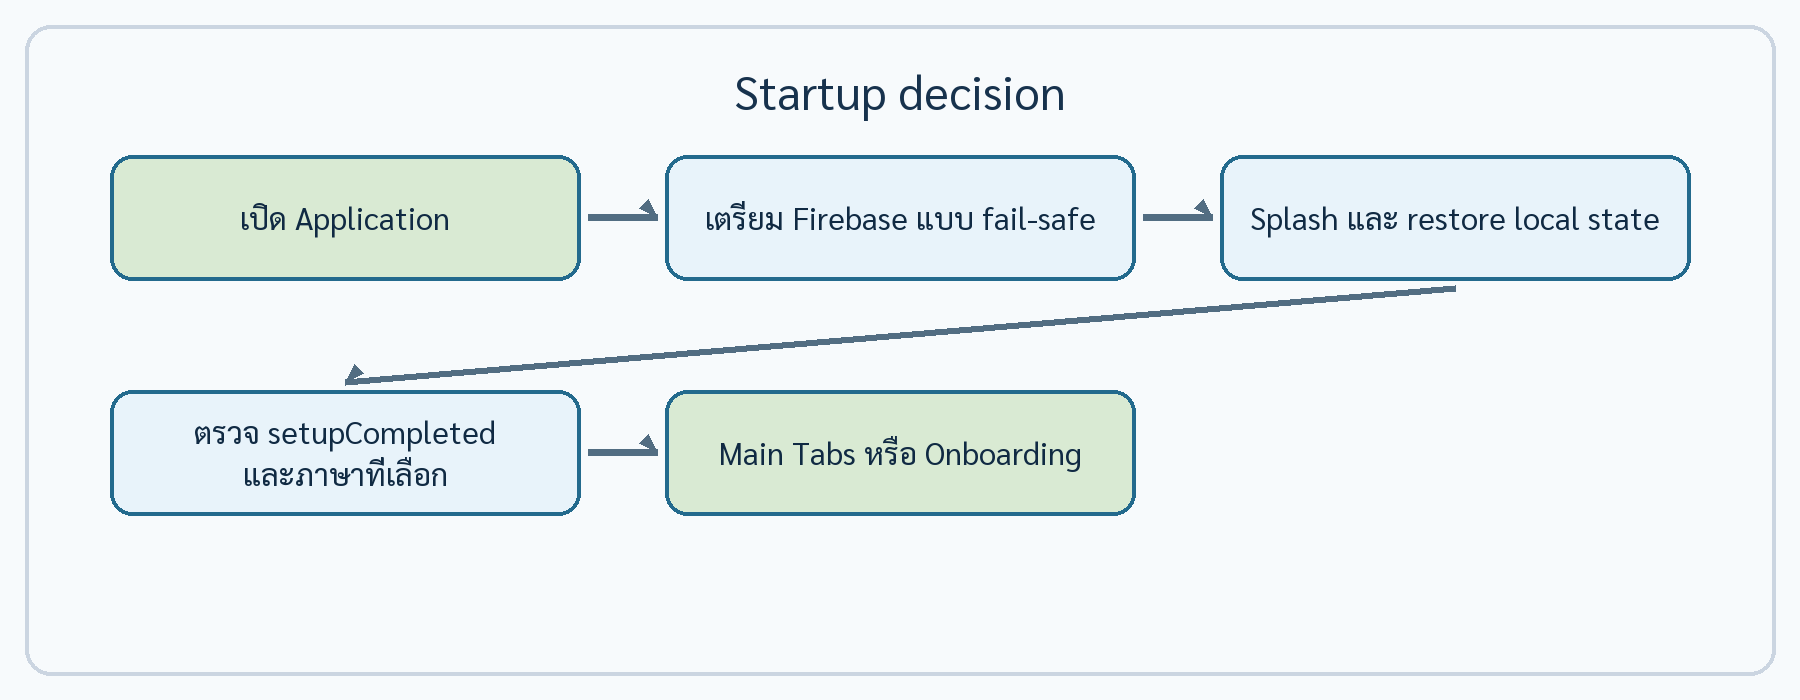 Startup decision
เปิด Application
เตรียม Firebase แบบ fail-safe
Splash และ restore local state
ตรวจ setupCompleted
และภาษาที่เลือก
Main Tabs หรือ Onboarding